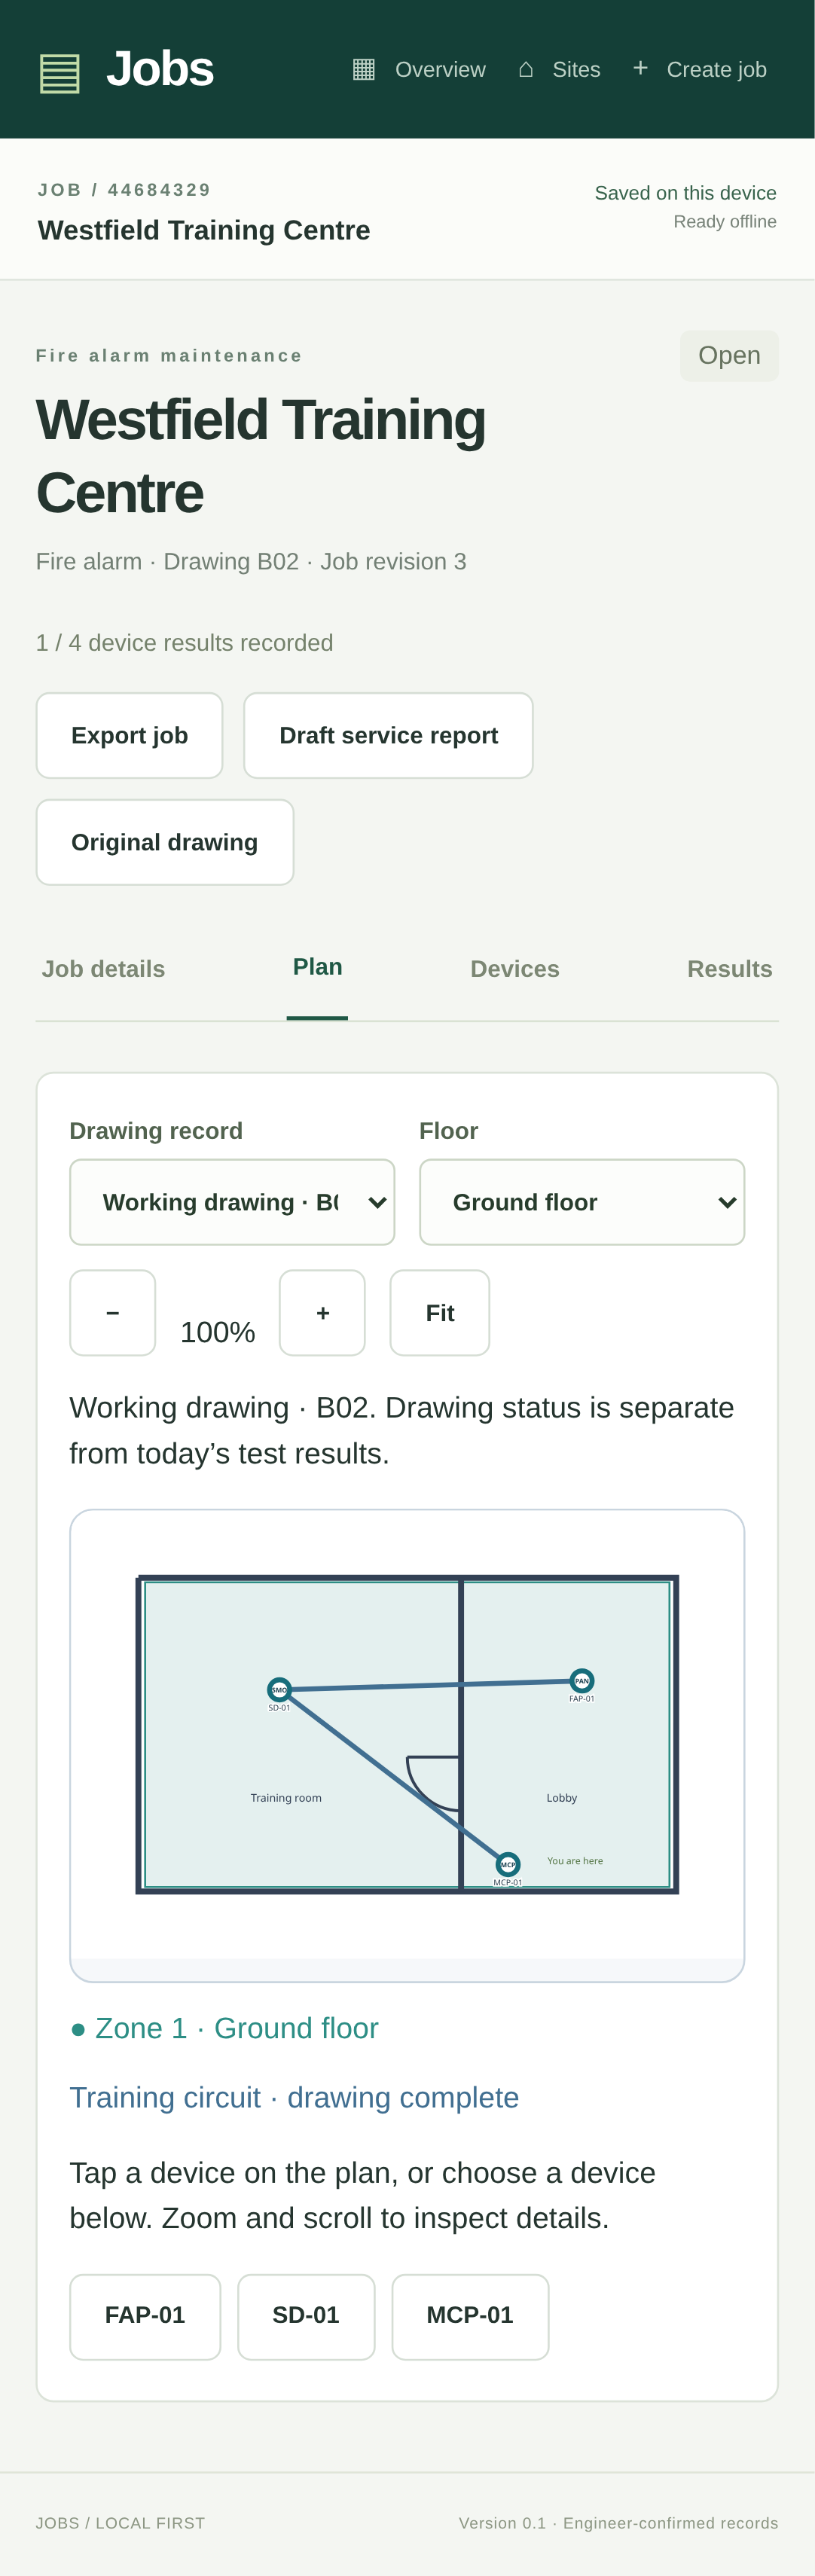 Jobs
Overview
Sites
+ Create job
JOB / 44684329
Westfield Training Centre
Saved on this device
Ready offline
Fire alarm maintenance
Open
Westfield Training
Centre
Fire alarm · Drawing B02 · Job revision 3
1 / 4 device results recorded
Export job
Draft service report
Original drawing
Job details
Plan
Devices
Results
Drawing record
Floor
Working drawing ·
Ground floor
−
100%
+
Fit
Working drawing · B02. Drawing status is separate
from today’s test results.
SMO
SD-01
PAN
FAP-01
Training room
Lobby
MCP
MCP-01
You are here
● Zone 1 · Ground floor
Training circuit · drawing complete
Tap a device on the plan, or choose a device
below. Zoom and scroll to inspect details.
FAP-01
SD-01
MCP-01
JOBS / LOCAL FIRST
Version 0.1 · Engineer-confirmed records